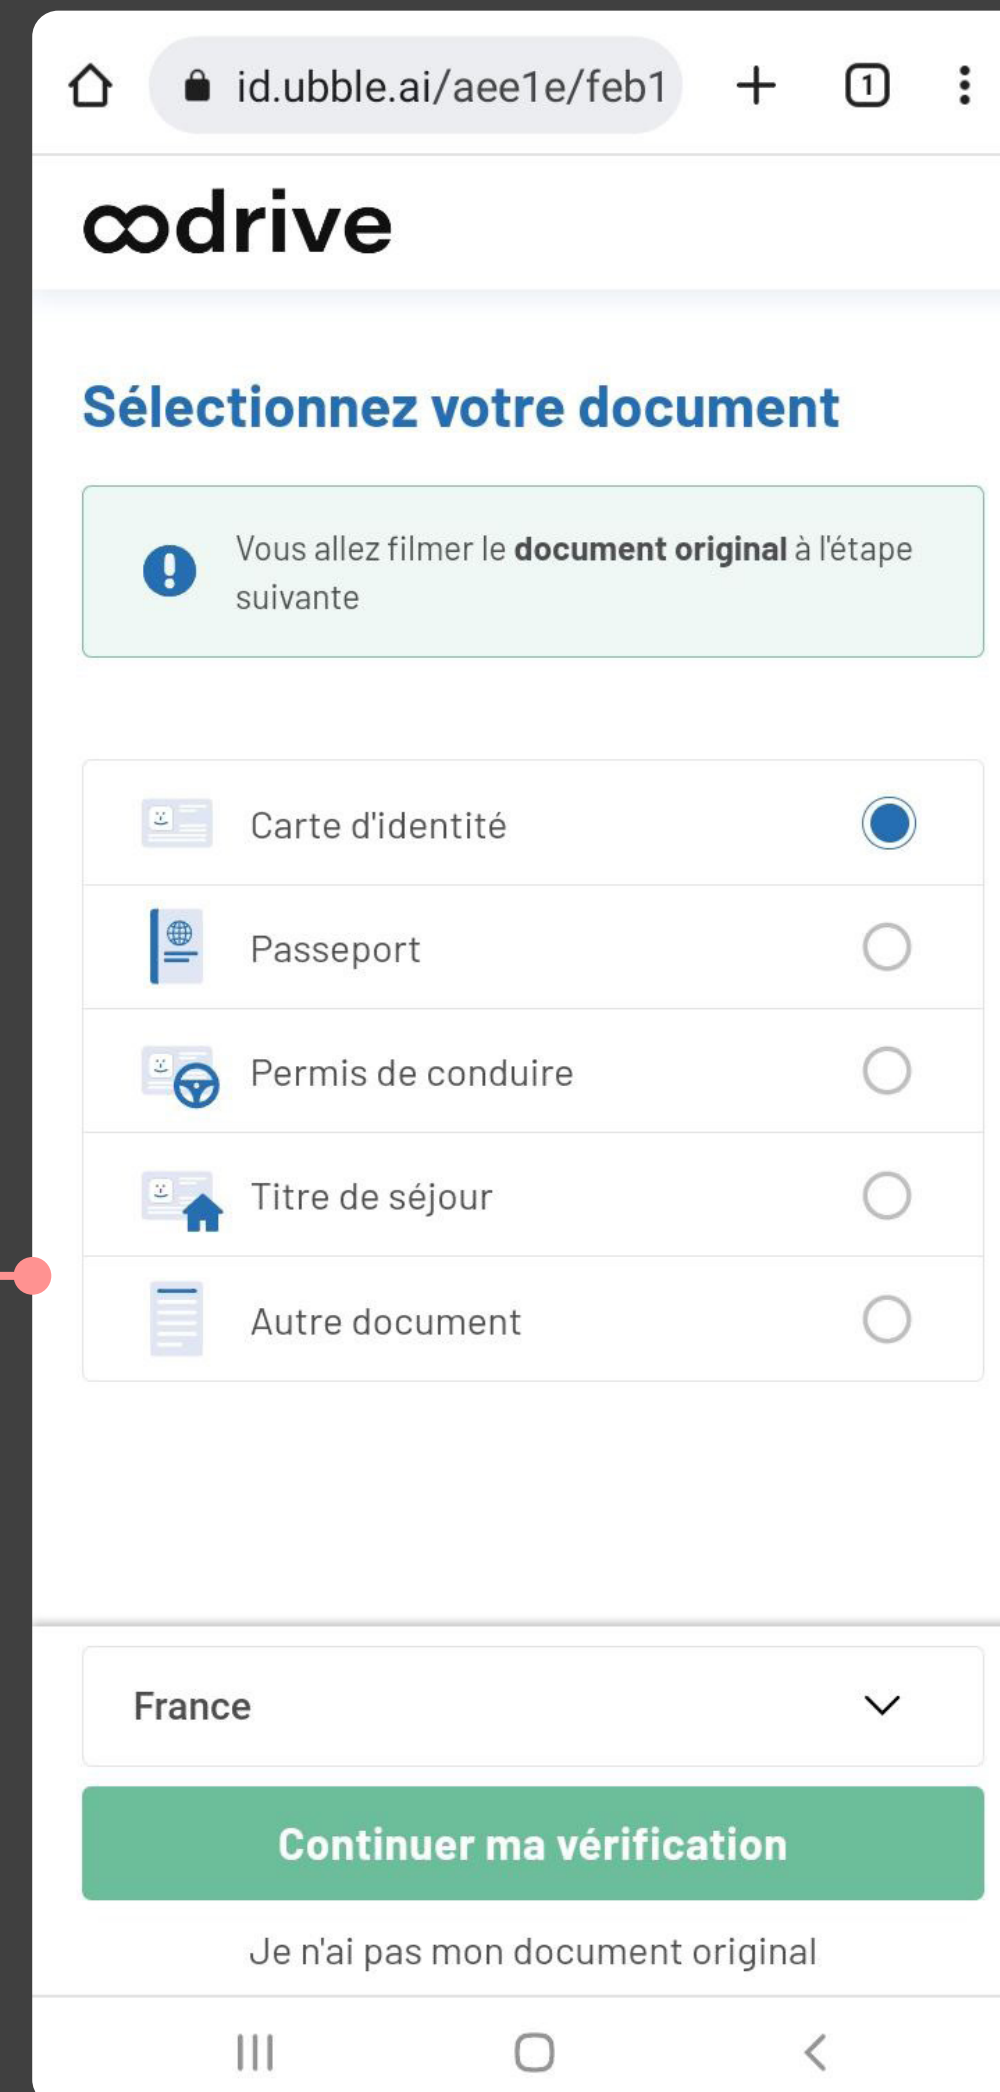 id.ubble.ai/aee1e/feb1
1
oodrive
Sélectionnez votre document
Vous allez filmer le document original à l'étape
suivante
Carte d'identité
Passeport
Permis de conduire
Titre de séjour
Autre document
France
Continuer ma vérification
Je n'ai pas mon document original